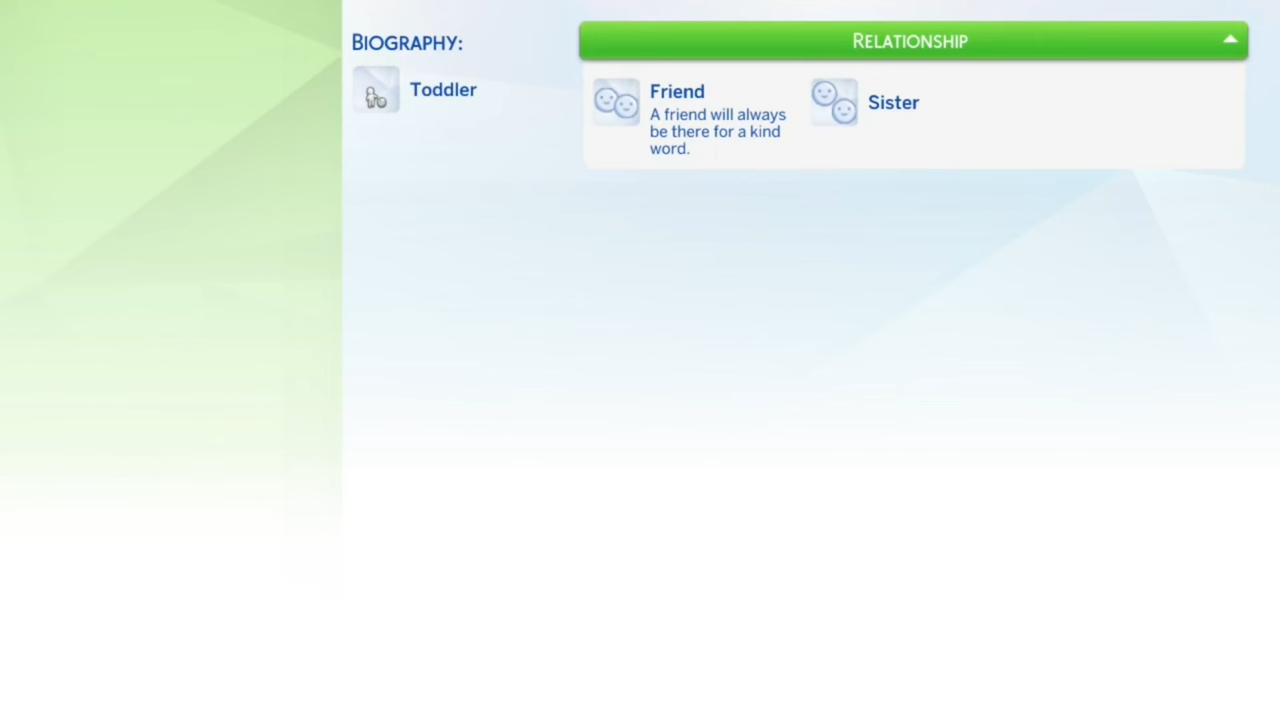 BIOGRAPHY:
Toddler
RELATIONSHIP
Friend
A friend will always
be there for a kind
word.
Sister